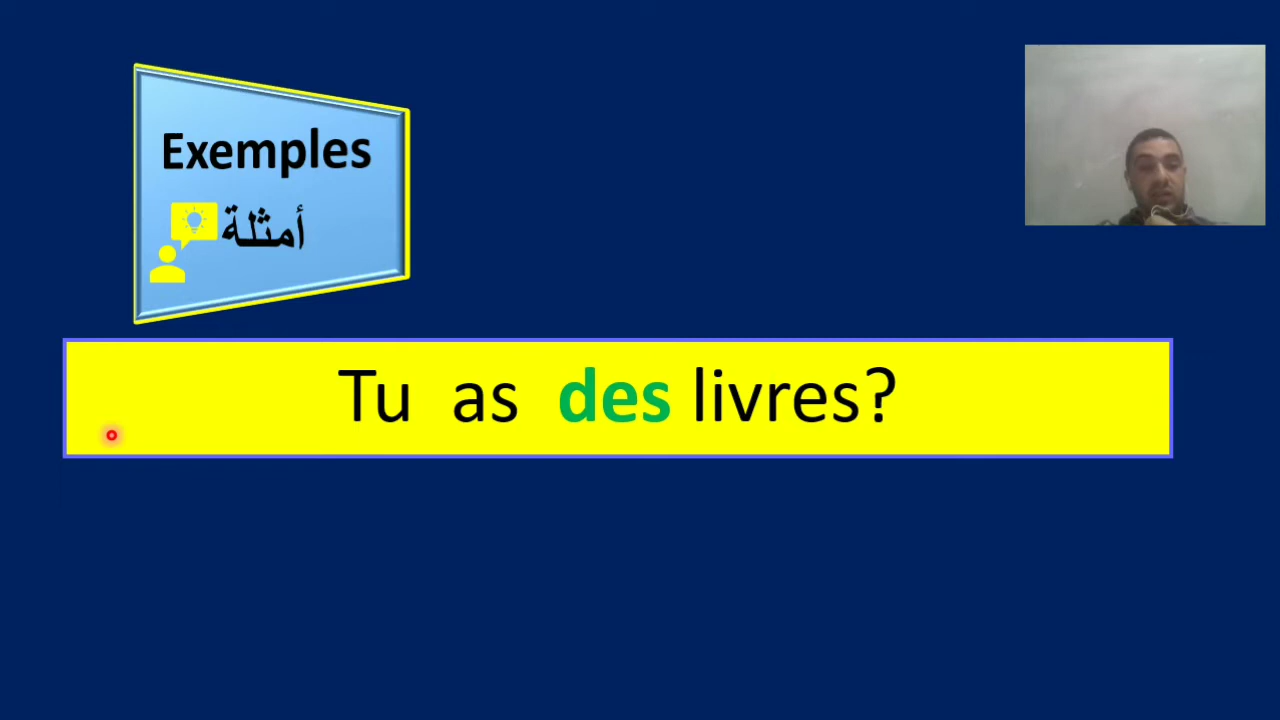 Exemples
أمثلة
Tu as des livres?